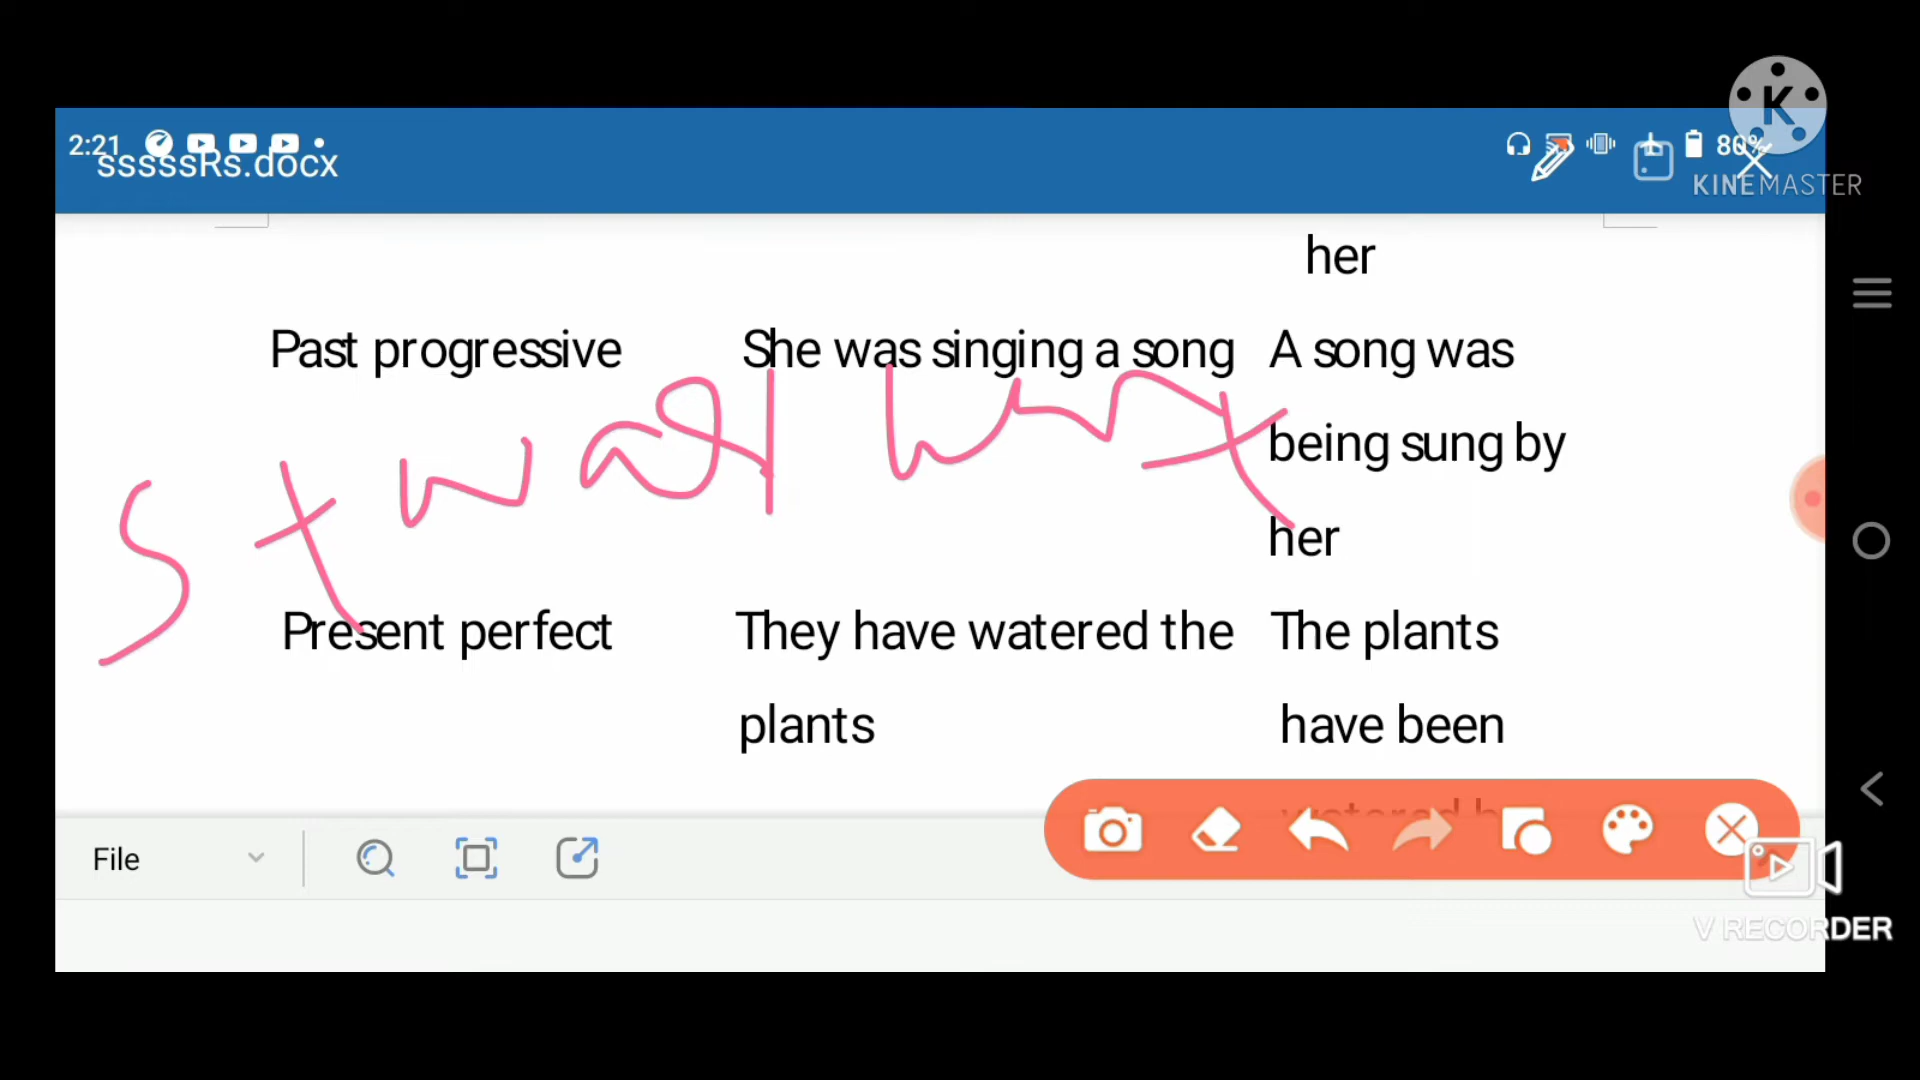 2:21
sssssRs.docx
80%
KINEMASTER
her
Past progressive She was singing a song A song was
being sung by
her
Present perfect They have watered the The plants
plants have been
File
V RECORDER